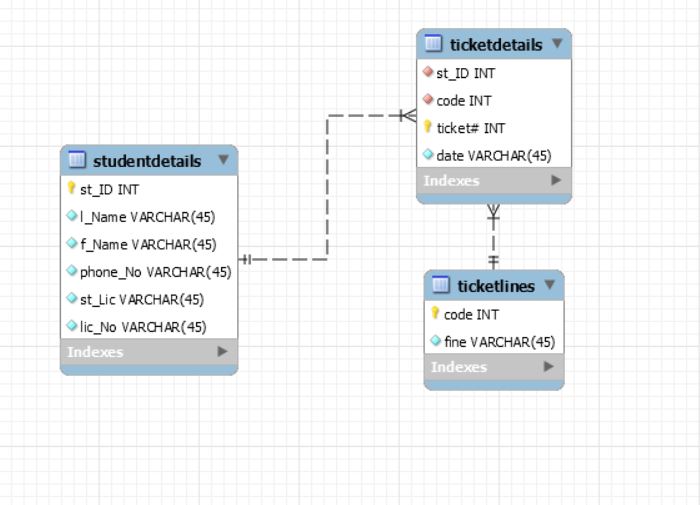 ticketdetails
st_ID INT
code INT
ticket# INT
date VARCHAR(45)
Indexes
studentdetails
st_ID INT
l_Name VARCHAR(45)
f_Name VARCHAR(45)
phone_No VARCHAR(45)
st_Lic VARCHAR(45)
lic_No VARCHAR(45)
Indexes
ticketlines
code INT
fine VARCHAR(45)
Indexes